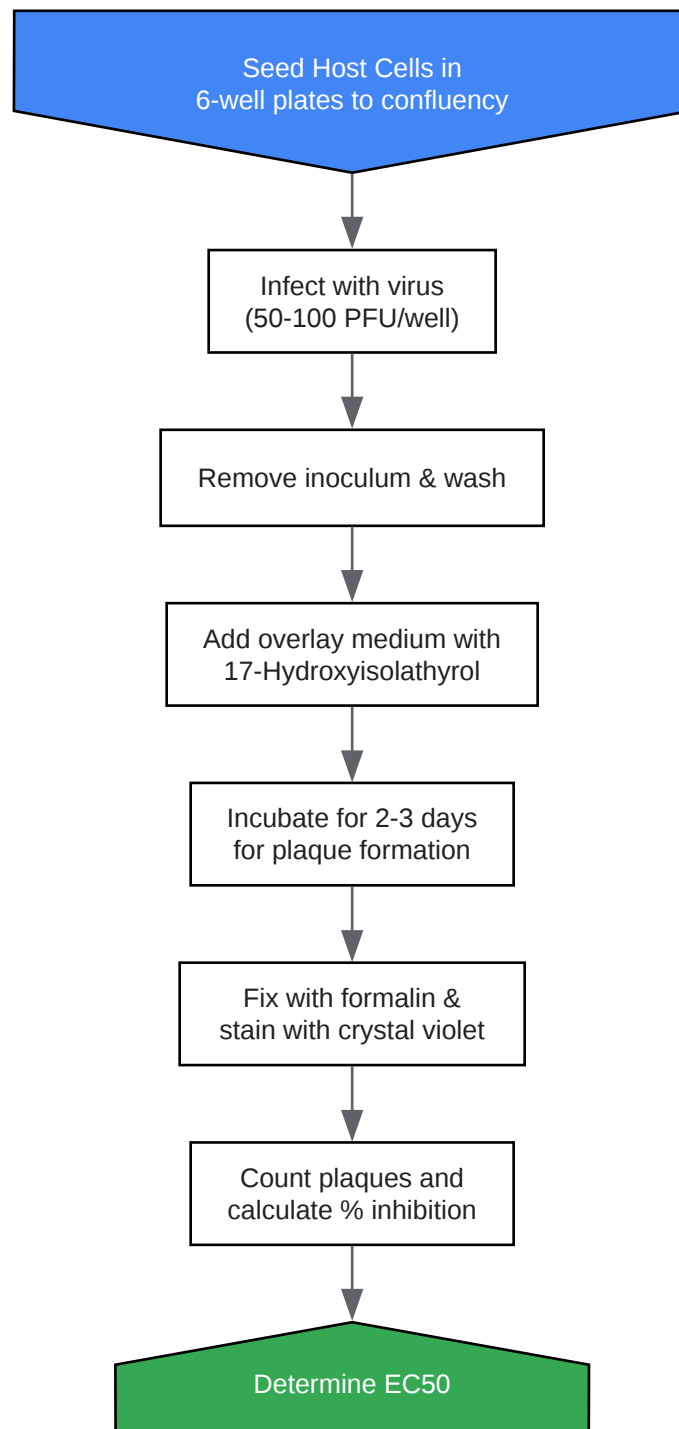 Seed Host Cells in
6-well plates to confluency
Infect with virus
(50-100 PFU/well)
Remove inoculum & wash
Add overlay medium with
17-Hydroxyisolathyrol
Incubate for 2-3 days
for plaque formation
Fix with formalin &
stain with crystal violet
Count plaques and
calculate % inhibition
Determine EC50